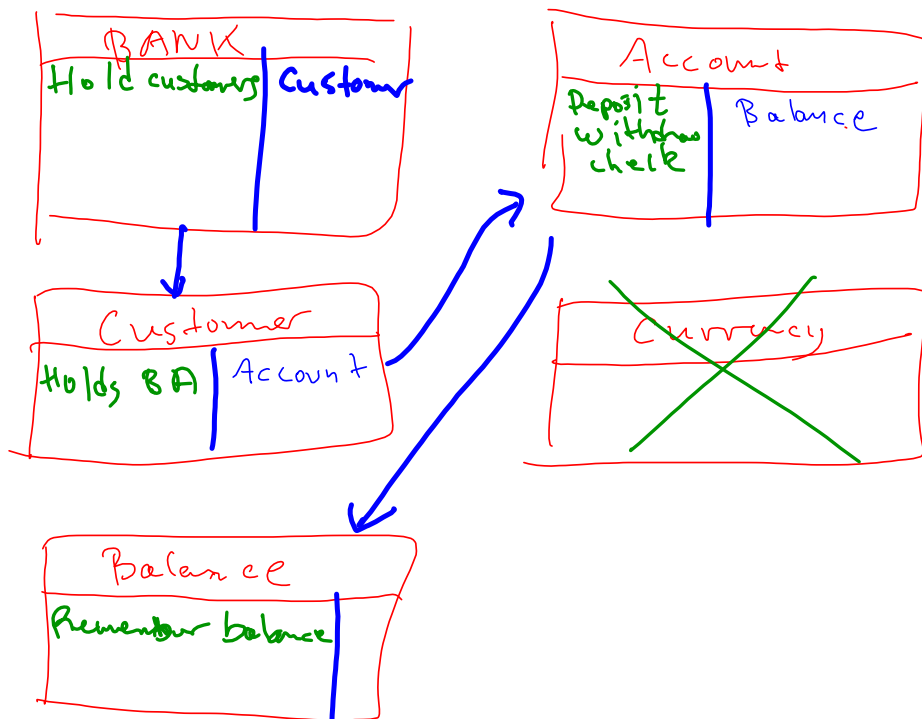 BANK
Hold customers
Customer
Account
Deposit
withdraw
check
Balance
Customer
Holds BA
Account
Currency
Balance
Remember balance